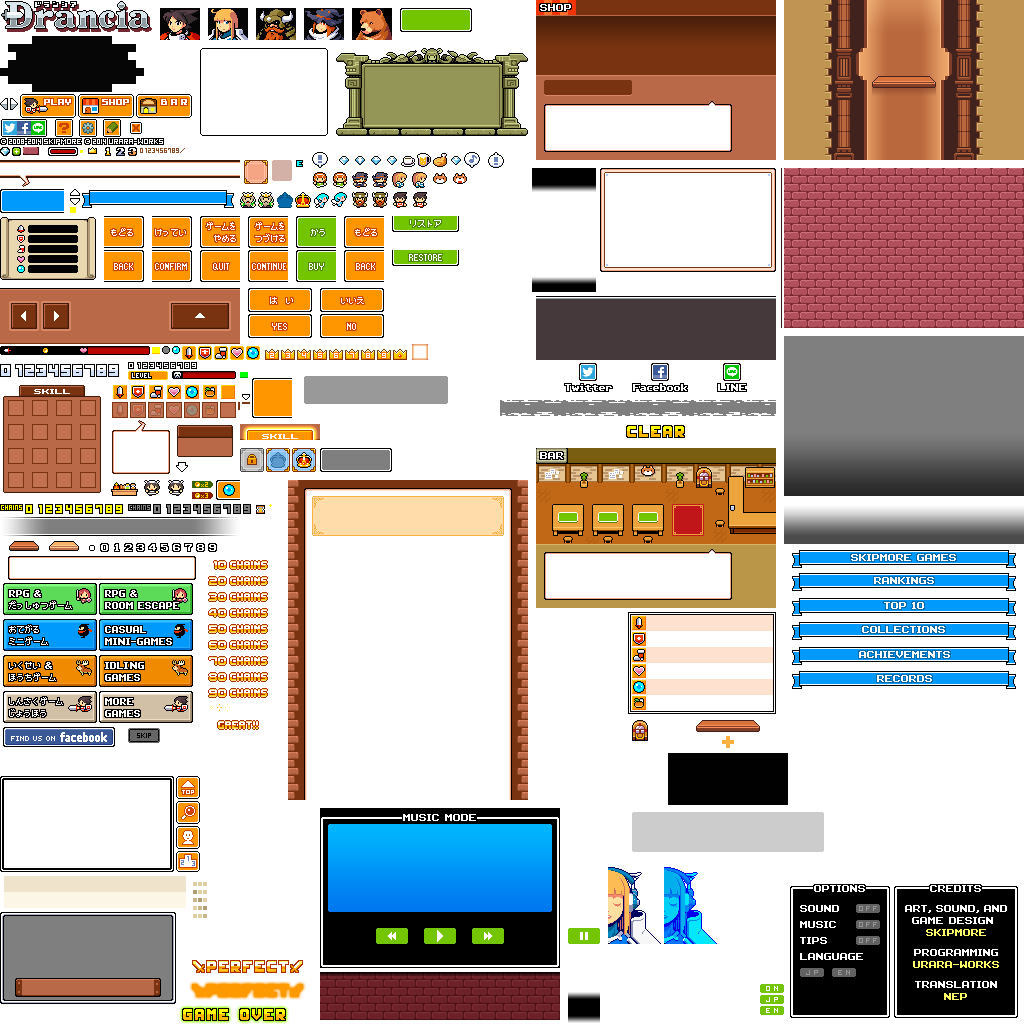 ドランシア
Drancia
SHOP
PLAY
SHOP
BAR
© 2008-2014 SKIPMORE © 2014 URARA-WORKS
1 2 3
0123456789/
もどる
けってい
ゲームを
やめる
ゲームを
つづける
かう
もどる
リストア
BACK
CONFIRM
QUIT
CONTINUE
BUY
BACK
RESTORE
はい
いいえ
YES
NO
0123456789
0123456789
LEVEL
SKILL
SKILL
Twitter
Facebook
LINE
CLEAR
BAR
×2
×3
CHAINS 0123456789
CHAINS 0123456789
0123456789
RPG &
だっしゅつゲーム
RPG &
ROOM ESCAPE
おてがる
ミニゲーム
CASUAL
MINI-GAMES
いくせい &
ほうちゲーム
IDLING
GAMES
しんさくゲーム
じょうほう
MORE
GAMES
FIND US ON facebook
SKIP
10 CHAINS
20 CHAINS
30 CHAINS
40 CHAINS
50 CHAINS
60 CHAINS
70 CHAINS
80 CHAINS
90 CHAINS
GREAT!!
SKIPMORE GAMES
RANKINGS
TOP 10
COLLECTIONS
ACHIEVEMENTS
RECORDS
TOP
MUSIC MODE
PERFECT
PERFECT
GAME OVER
OPTIONS
SOUND OFF
MUSIC OFF
TIPS OFF
LANGUAGE
JP EN
ON
JP
EN
CREDITS
ART, SOUND, AND
GAME DESIGN
SKIPMORE
PROGRAMMING
URARA-WORKS
TRANSLATION
NEP